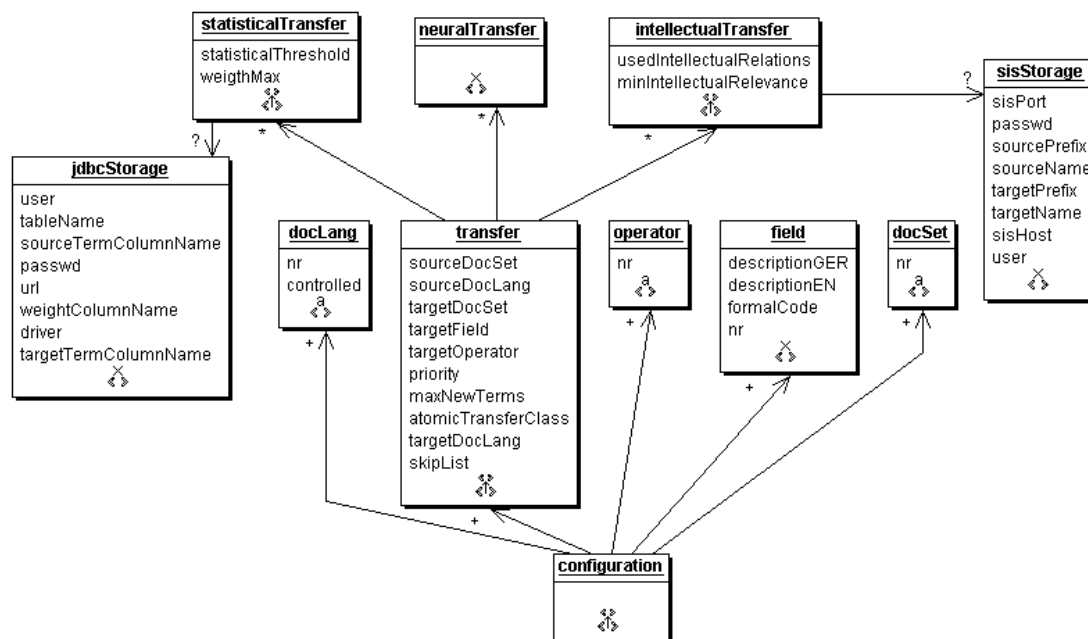 statisticalTransfer
statisticalThreshold
weigthMax
neuralTransfer
intellectualTransfer
usedIntellectualRelations
minIntellectualRelevance
sisStorage
sisPort
passwd
sourcePrefix
sourceName
targetPrefix
targetName
sisHost
user
?
*
*
*
?
jdbcStorage
user
tableName
sourceTermColumnName
passwd
url
weightColumnName
driver
targetTermColumnName
docLang
nr
controlled
a
transfer
sourceDocSet
sourceDocLang
targetDocSet
targetField
targetOperator
priority
maxNewTerms
atomicTransferClass
targetDocLang
skipList
operator
nr
a
field
descriptionGER
descriptionEN
formalCode
nr
docSet
nr
a
+
+
+
+
+
configuration